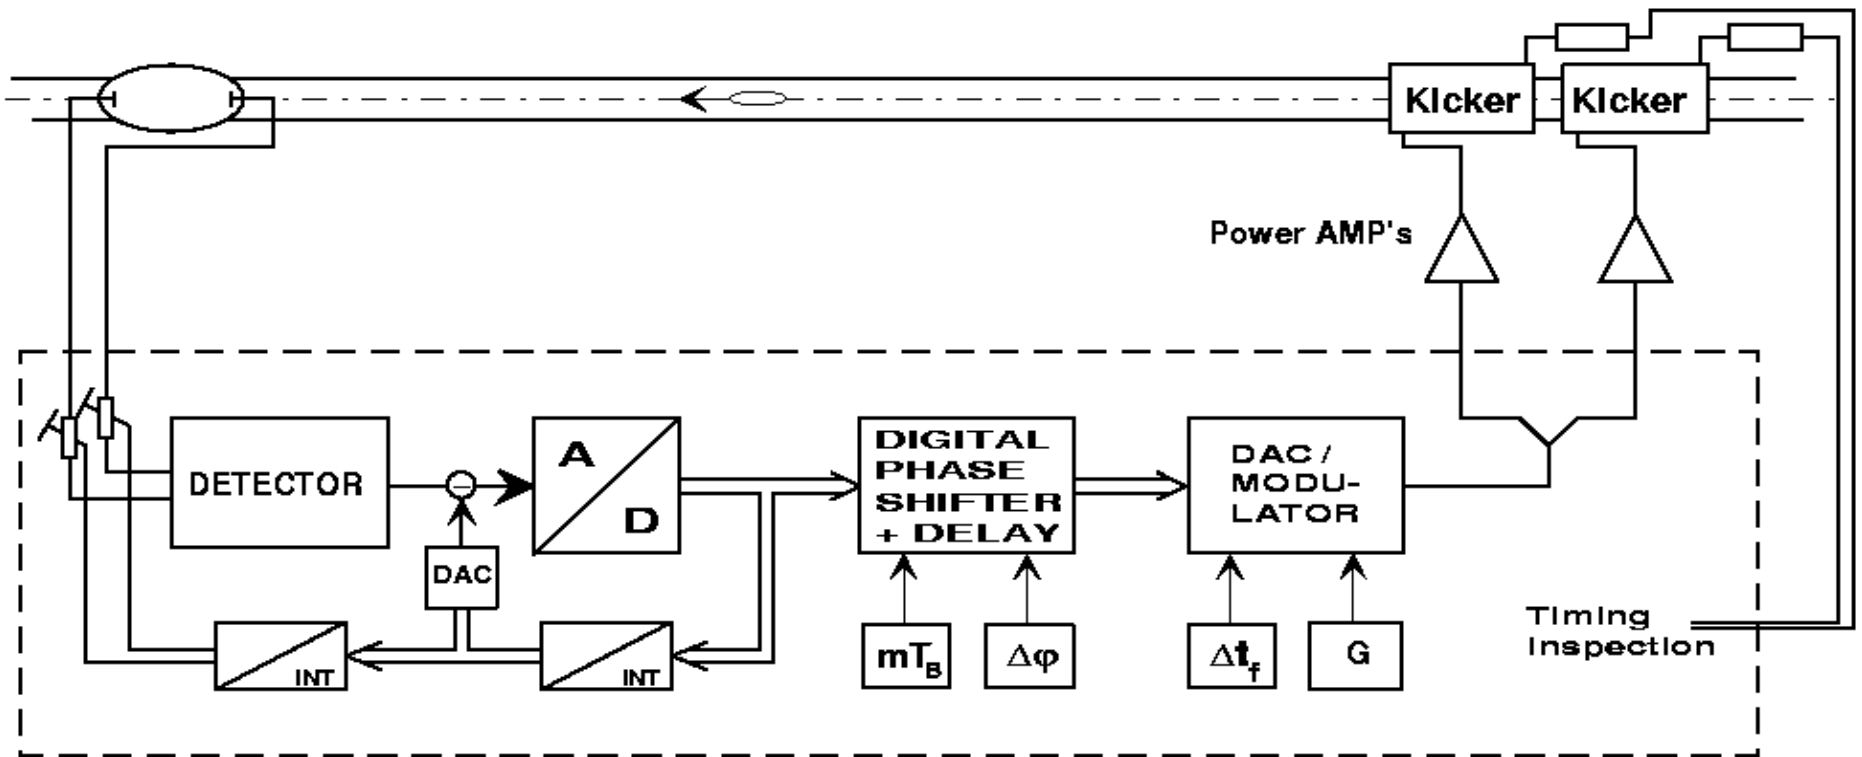 KIcker KIcker
Power AMP's
DETECTOR
−
A
D
DIGITAL
PHASE
SHIFTER
+ DELAY
DAC /
MODU-
LATOR
DAC
INT
INT
mT_B
Δφ
Δt_f
G
TImIng
Inspection